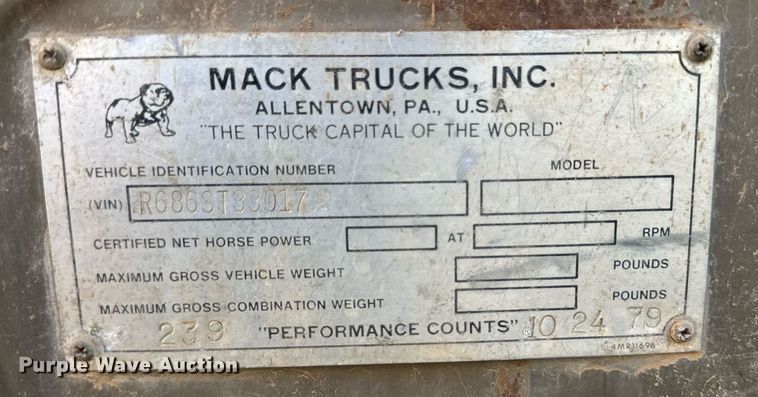 MACK TRUCKS, INC.
ALLENTOWN, PA., U.S.A.
"THE TRUCK CAPITAL OF THE WORLD"
VEHICLE IDENTIFICATION NUMBER MODEL
(VIN) R686ST33017
CERTIFIED NET HORSE POWER AT RPM
MAXIMUM GROSS VEHICLE WEIGHT POUNDS
MAXIMUM GROSS COMBINATION WEIGHT POUNDS
239 "PERFORMANCE COUNTS" 10 24 79
4MR11698
Purple Wave Auction